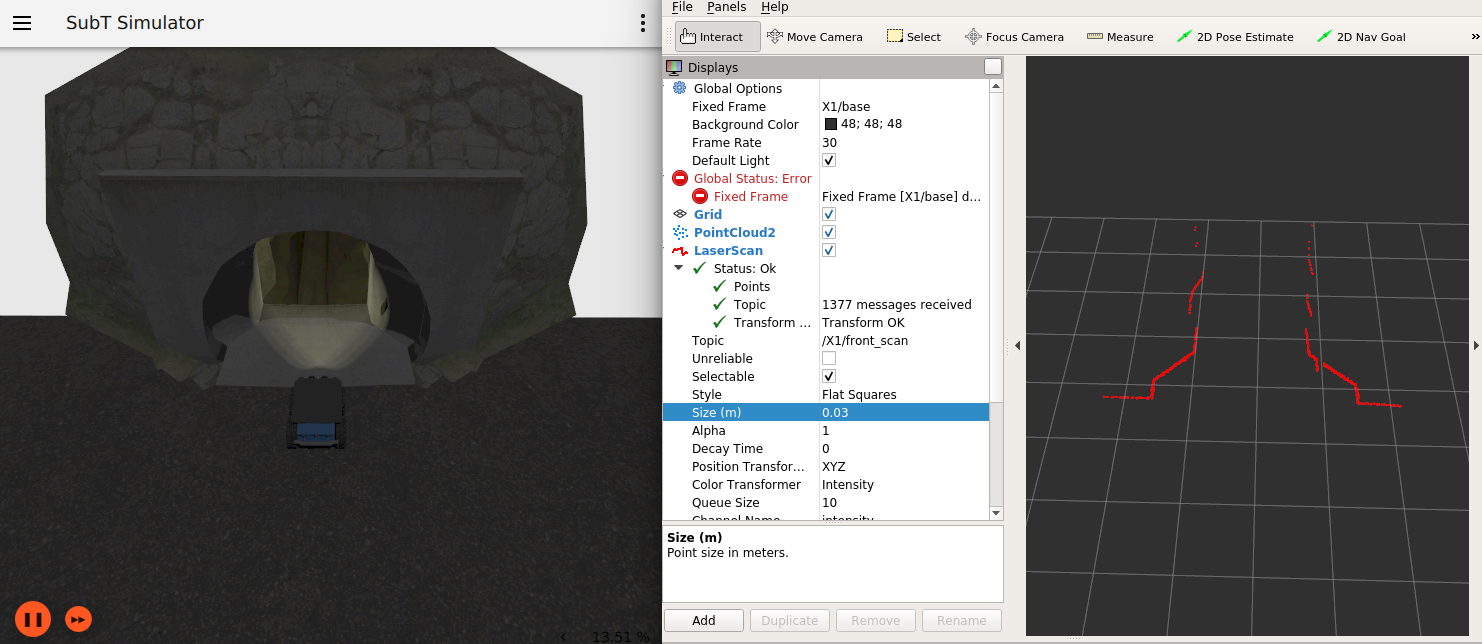 SubT Simulator
13.51 %
File Panels Help
Interact Move Camera Select Focus Camera Measure 2D Pose Estimate 2D Nav Goal »
Displays
Global Options
Fixed Frame X1/base
Background Color 48; 48; 48
Frame Rate 30
Default Light
Global Status: Error
Fixed Frame Fixed Frame [X1/base] d...
Grid
PointCloud2
LaserScan
Status: Ok
Points
Topic 1377 messages received
Transform ... Transform OK
Topic /X1/front_scan
Unreliable
Selectable
Style Flat Squares
Size (m) 0.03
Alpha 1
Decay Time 0
Position Transfor... XYZ
Color Transformer Intensity
Queue Size 10
Channel Name intensity
Size (m)
Point size in meters.
Add Duplicate Remove Rename